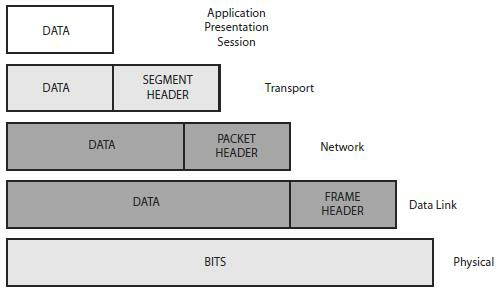 Application
Presentation
Session
DATA
DATA
SEGMENT
HEADER
Transport
DATA
PACKET
HEADER
Network
DATA
FRAME
HEADER
Data Link
BITS
Physical